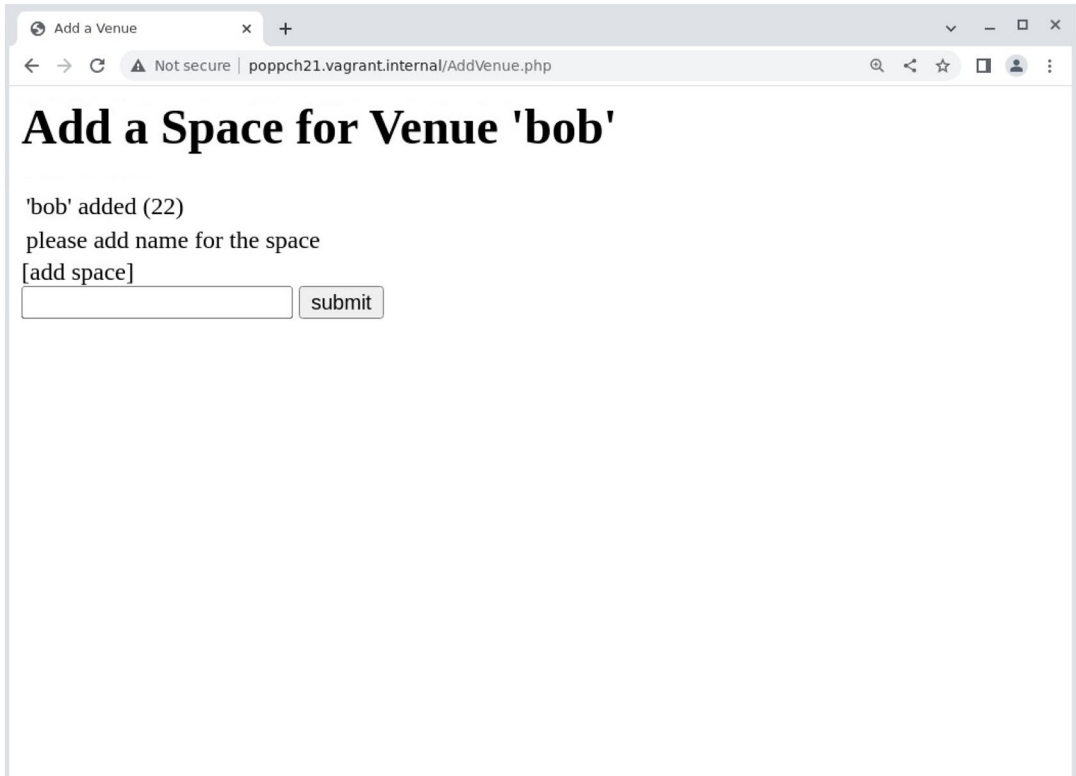 Add a Venue
Not secure poppch21.vagrant.internal/AddVenue.php
Add a Space for Venue 'bob'
'bob' added (22)
please add name for the space
[add space]
submit